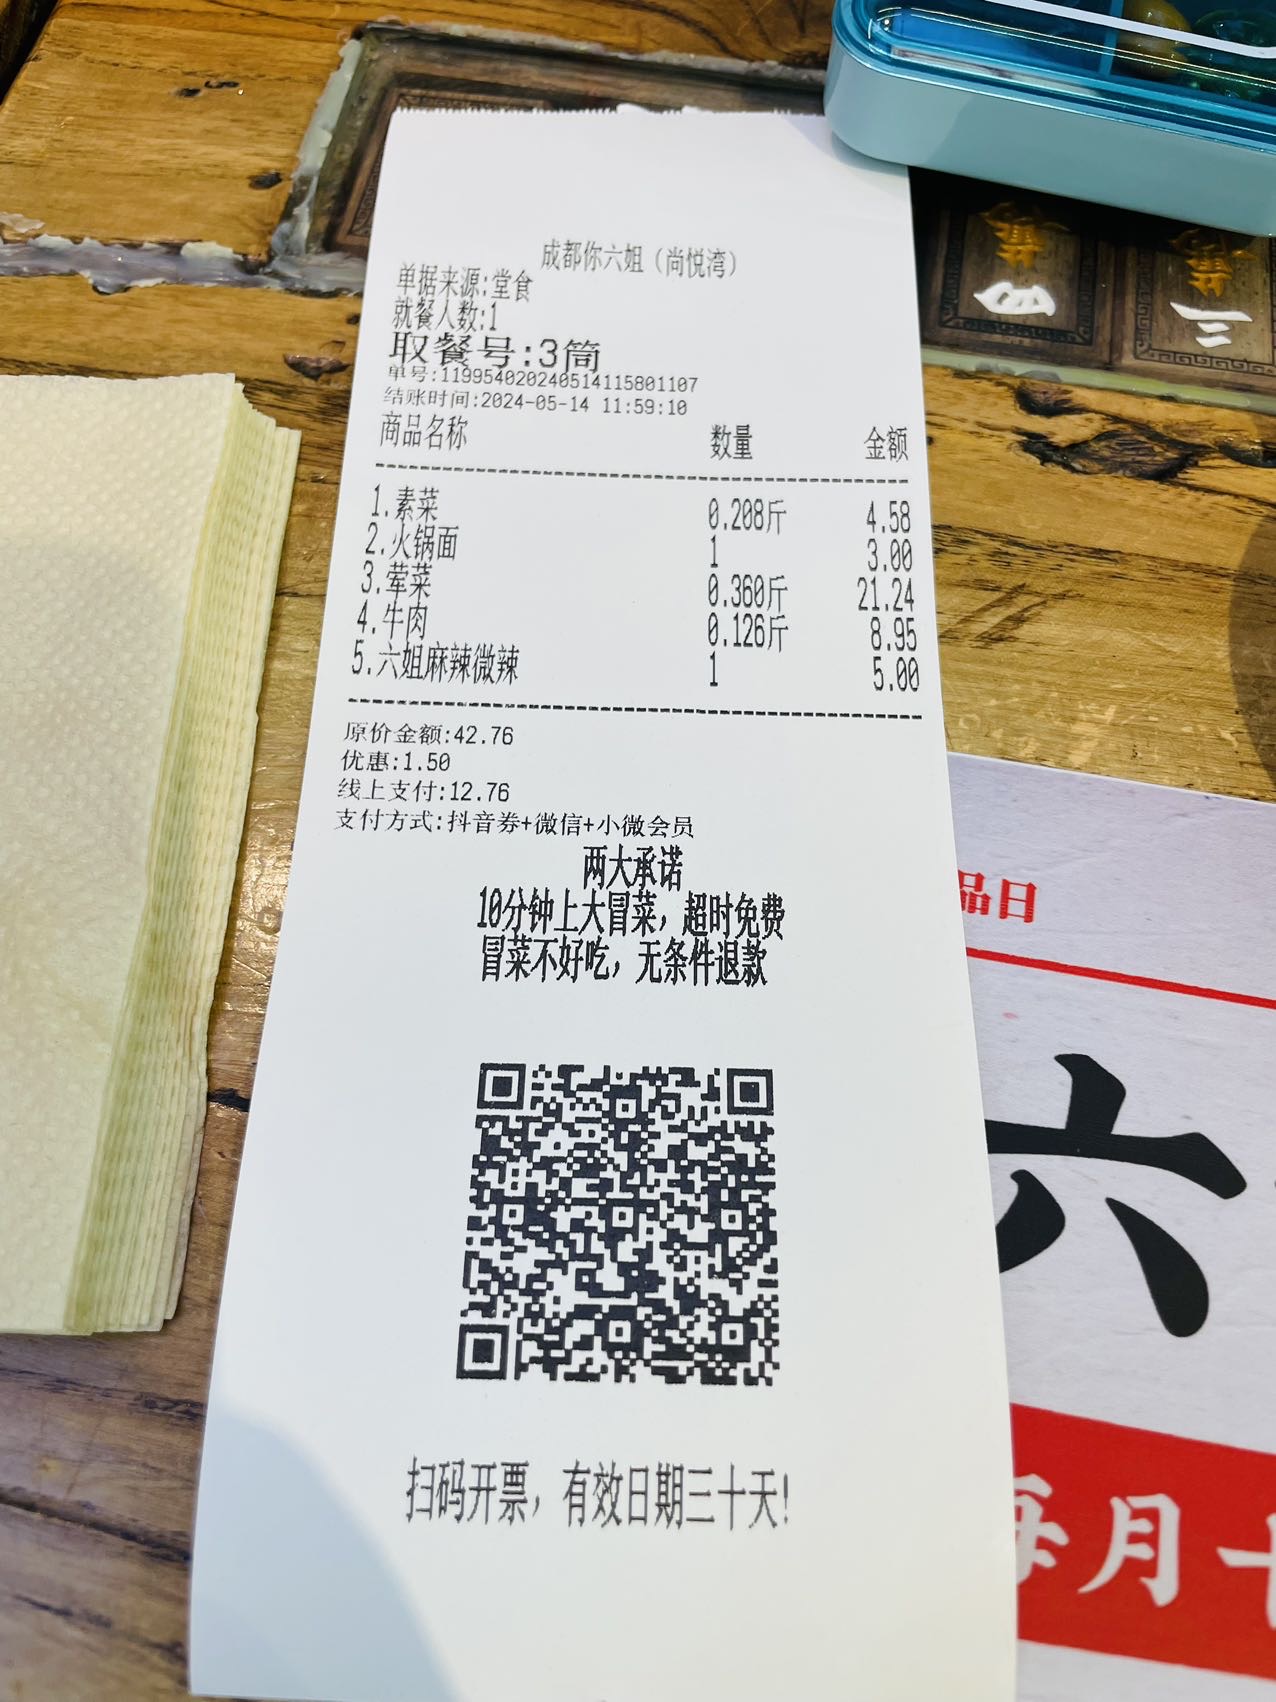 成都你六姐（尚悦湾）
单据来源:堂食
就餐人数:1
取餐号:3筒
单号:119954020240514115801107
结账时间:2024-05-14 11:59:10
商品名称 数量 金额
1.素菜 0.208斤 4.58
2.火锅面 1 3.00
3.荤菜 0.360斤 21.24
4.牛肉 0.126斤 8.95
5.六姐麻辣微辣 1 5.00
原价金额:42.76
优惠:1.50
线上支付:12.76
支付方式:抖音券+微信+小微会员
两大承诺
10分钟上大冒菜，超时免费
冒菜不好吃，无条件退款
扫码开票，有效日期三十天!
四
三
品日
六
每月十